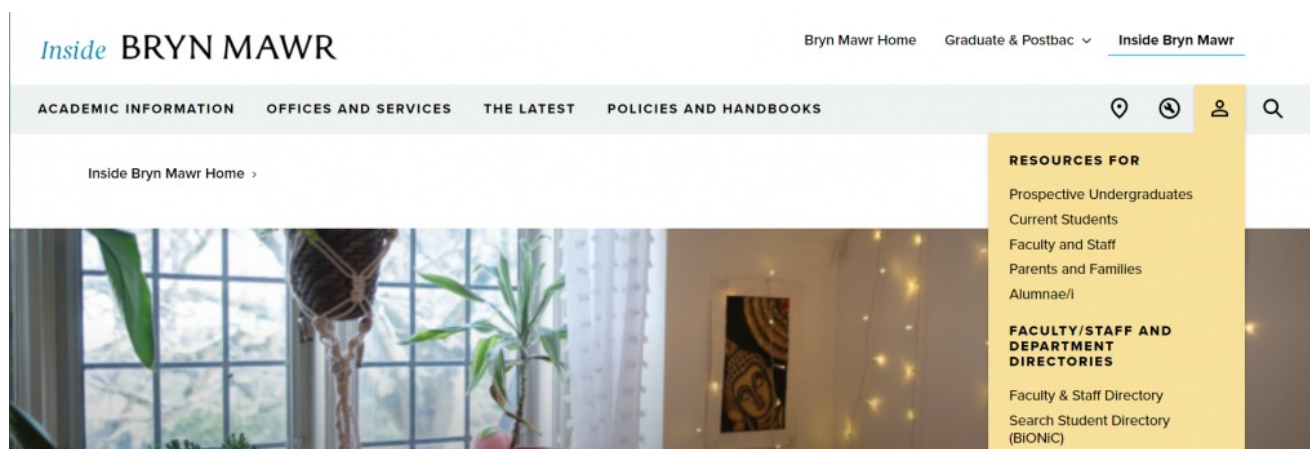 Inside BRYN MAWR
Bryn Mawr Home Graduate & Postbac Inside Bryn Mawr
ACADEMIC INFORMATION OFFICES AND SERVICES THE LATEST POLICIES AND HANDBOOKS
Inside Bryn Mawr Home ›
RESOURCES FOR
Prospective Undergraduates
Current Students
Faculty and Staff
Parents and Families
Alumnae/i
FACULTY/STAFF AND
DEPARTMENT
DIRECTORIES
Faculty & Staff Directory
Search Student Directory
(BiONiC)